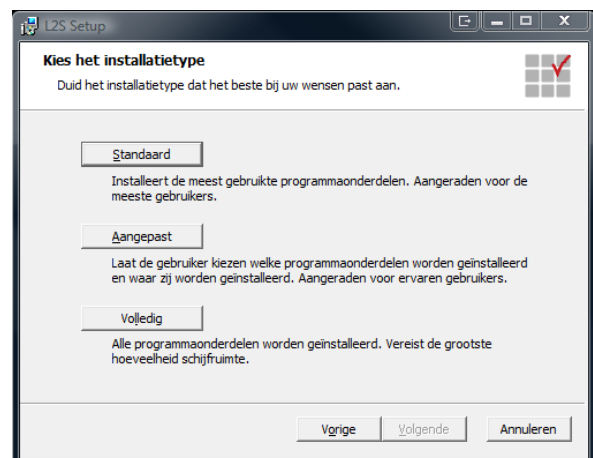 L2S Setup
Kies het installatietype
Duid het installatietype dat het beste bij uw wensen past aan.
Standaard
Installeert de meest gebruikte programmaonderdelen. Aangeraden voor de
meeste gebruikers.
Aangepast
Laat de gebruiker kiezen welke programmaonderdelen worden geïnstalleerd
en waar zij worden geïnstalleerd. Aangeraden voor ervaren gebruikers.
Volledig
Alle programmaonderdelen worden geïnstalleerd. Vereist de grootste
hoeveelheid schijfruimte.
Vorige Volgende Annuleren